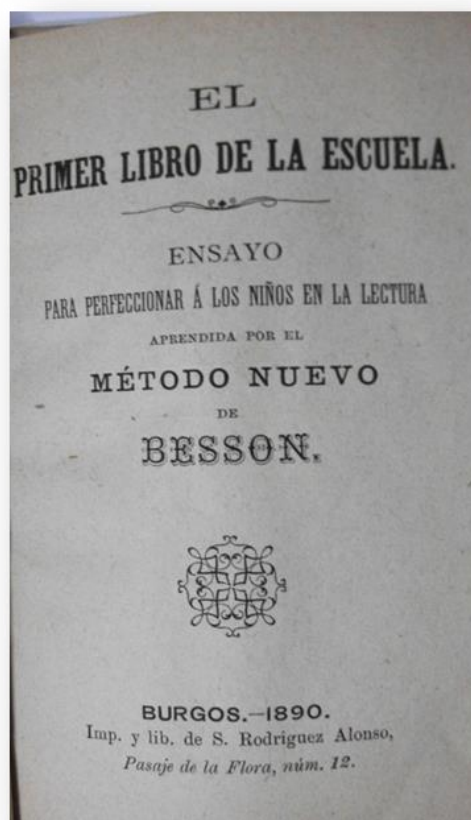 EL
PRIMER LIBRO DE LA ESCUELA.
ENSAYO
PARA PERFECCIONAR Á LOS NIÑOS EN LA LECTURA
APRENDIDA POR EL
MÉTODO NUEVO
DE
BESSON.
BURGOS.—1890.
Imp. y lib. de S. Rodriguez Alonso,
Pasaje de la Flora, núm. 12.